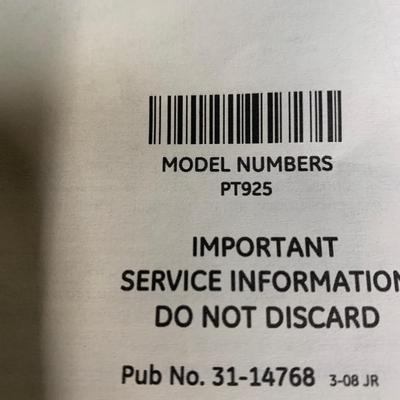 MODEL NUMBERS
PT925
IMPORTANT
SERVICE INFORMATION
DO NOT DISCARD
Pub No. 31-14768 3-08 JR